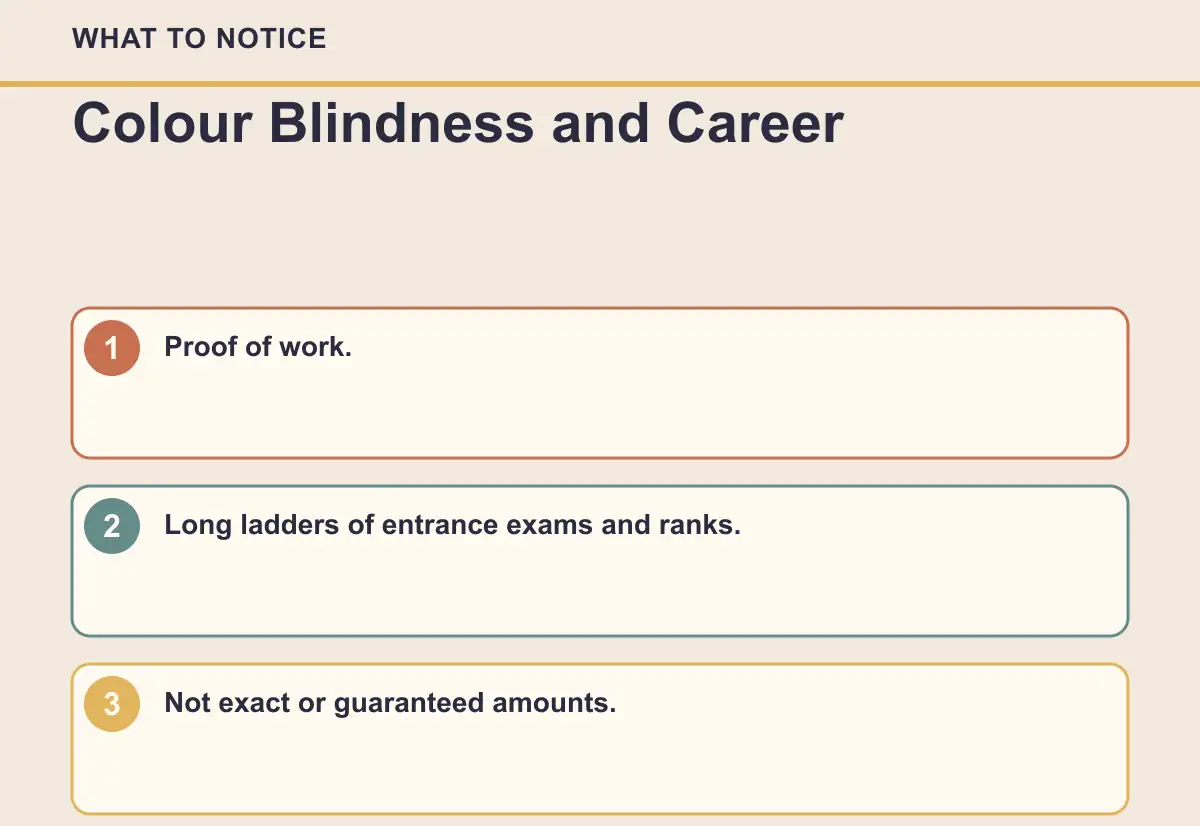 WHAT TO NOTICE
Colour Blindness and Career
1 Proof of work.
2 Long ladders of entrance exams and ranks.
3 Not exact or guaranteed amounts.